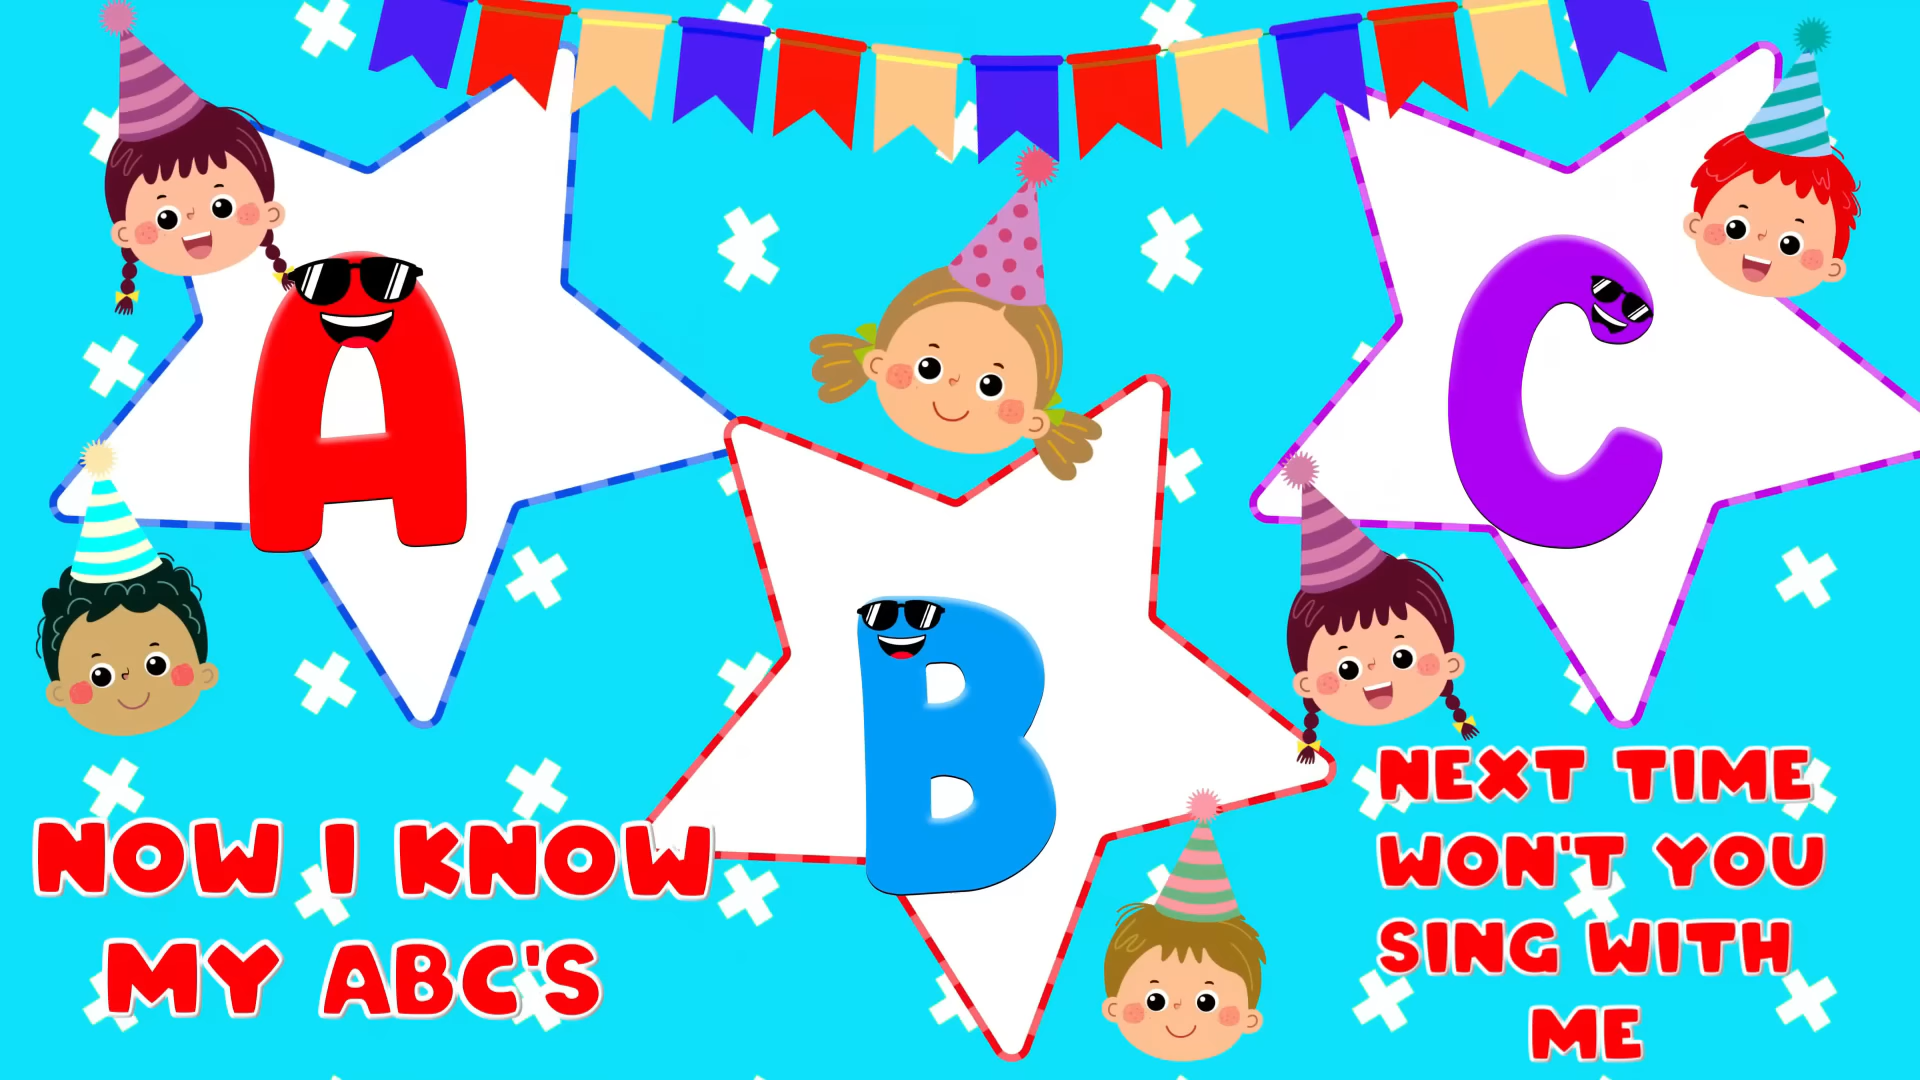 A
B
C
NOW I KNOW
MY ABC'S
NEXT TIME
WON'T YOU
SING WITH
ME